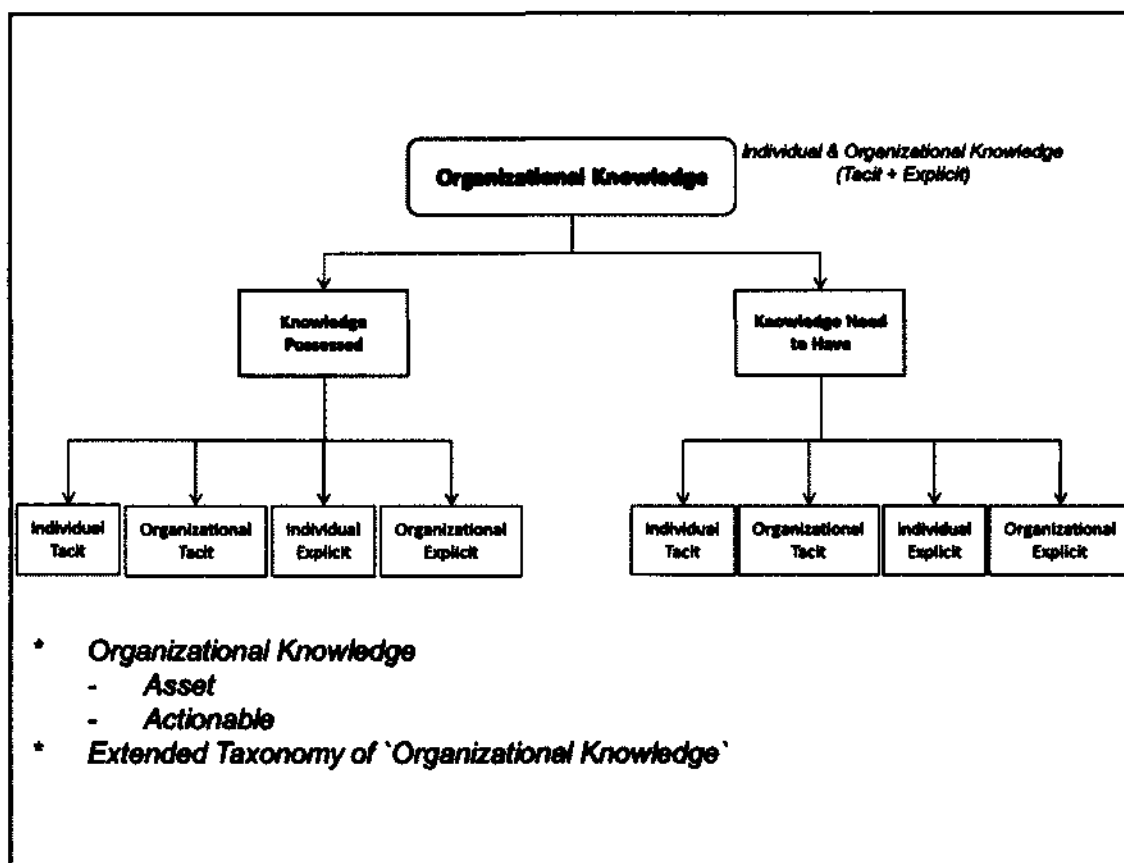 Organizational Knowledge
Individual & Organizational Knowledge
(Tacit + Explicit)
Knowledge
Possessed
Knowledge Need
to Have
Individual
Tacit
Organizational
Tacit
Individual
Explicit
Organizational
Explicit
Individual
Tacit
Organizational
Tacit
Individual
Explicit
Organizational
Explicit
* Organizational Knowledge
- Asset
- Actionable
* Extended Taxonomy of `Organizational Knowledge`